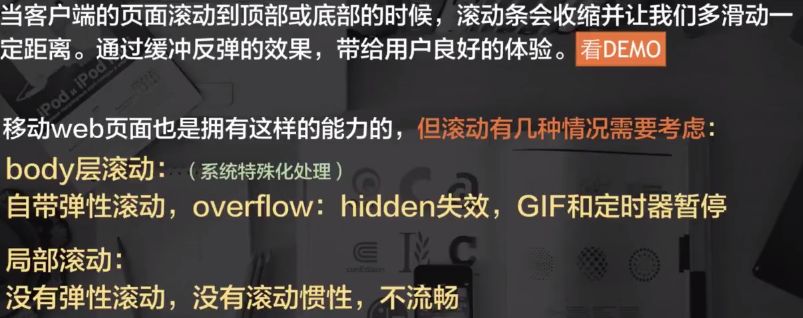 当客户端的页面滚动到顶部或底部的时候，滚动条会收缩并让我们多滑动一
定距离。通过缓冲反弹的效果，带给用户良好的体验。看DEMO
移动web页面也是拥有这样的能力的，但滚动有几种情况需要考虑：
body层滚动：（系统特殊化处理）
自带弹性滚动，overflow：hidden失效，GIF和定时器暂停
局部滚动：
没有弹性滚动，没有滚动惯性，不流畅